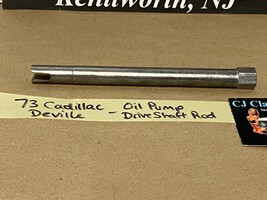 Kenilworth, NJ
73 Cadillac Oil Pump
Deville - DriveShaft Rod
CJ Cla